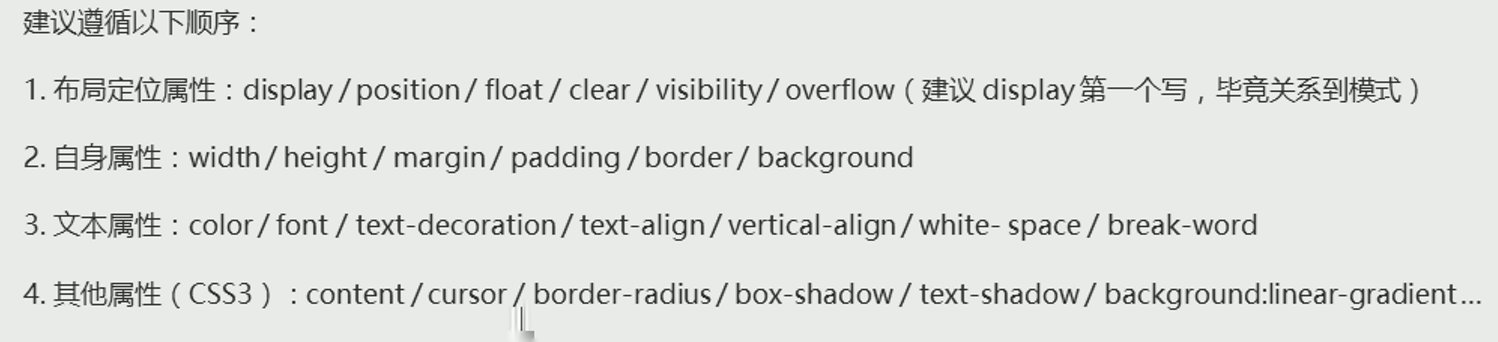 建议遵循以下顺序：
1. 布局定位属性：display / position / float / clear / visibility / overflow（建议 display 第一个写，毕竟关系到模式）
2. 自身属性：width / height / margin / padding / border / background
3. 文本属性：color / font / text-decoration / text-align / vertical-align / white- space / break-word
4. 其他属性（CSS3）：content / cursor / border-radius / box-shadow / text-shadow / background:linear-gradient...